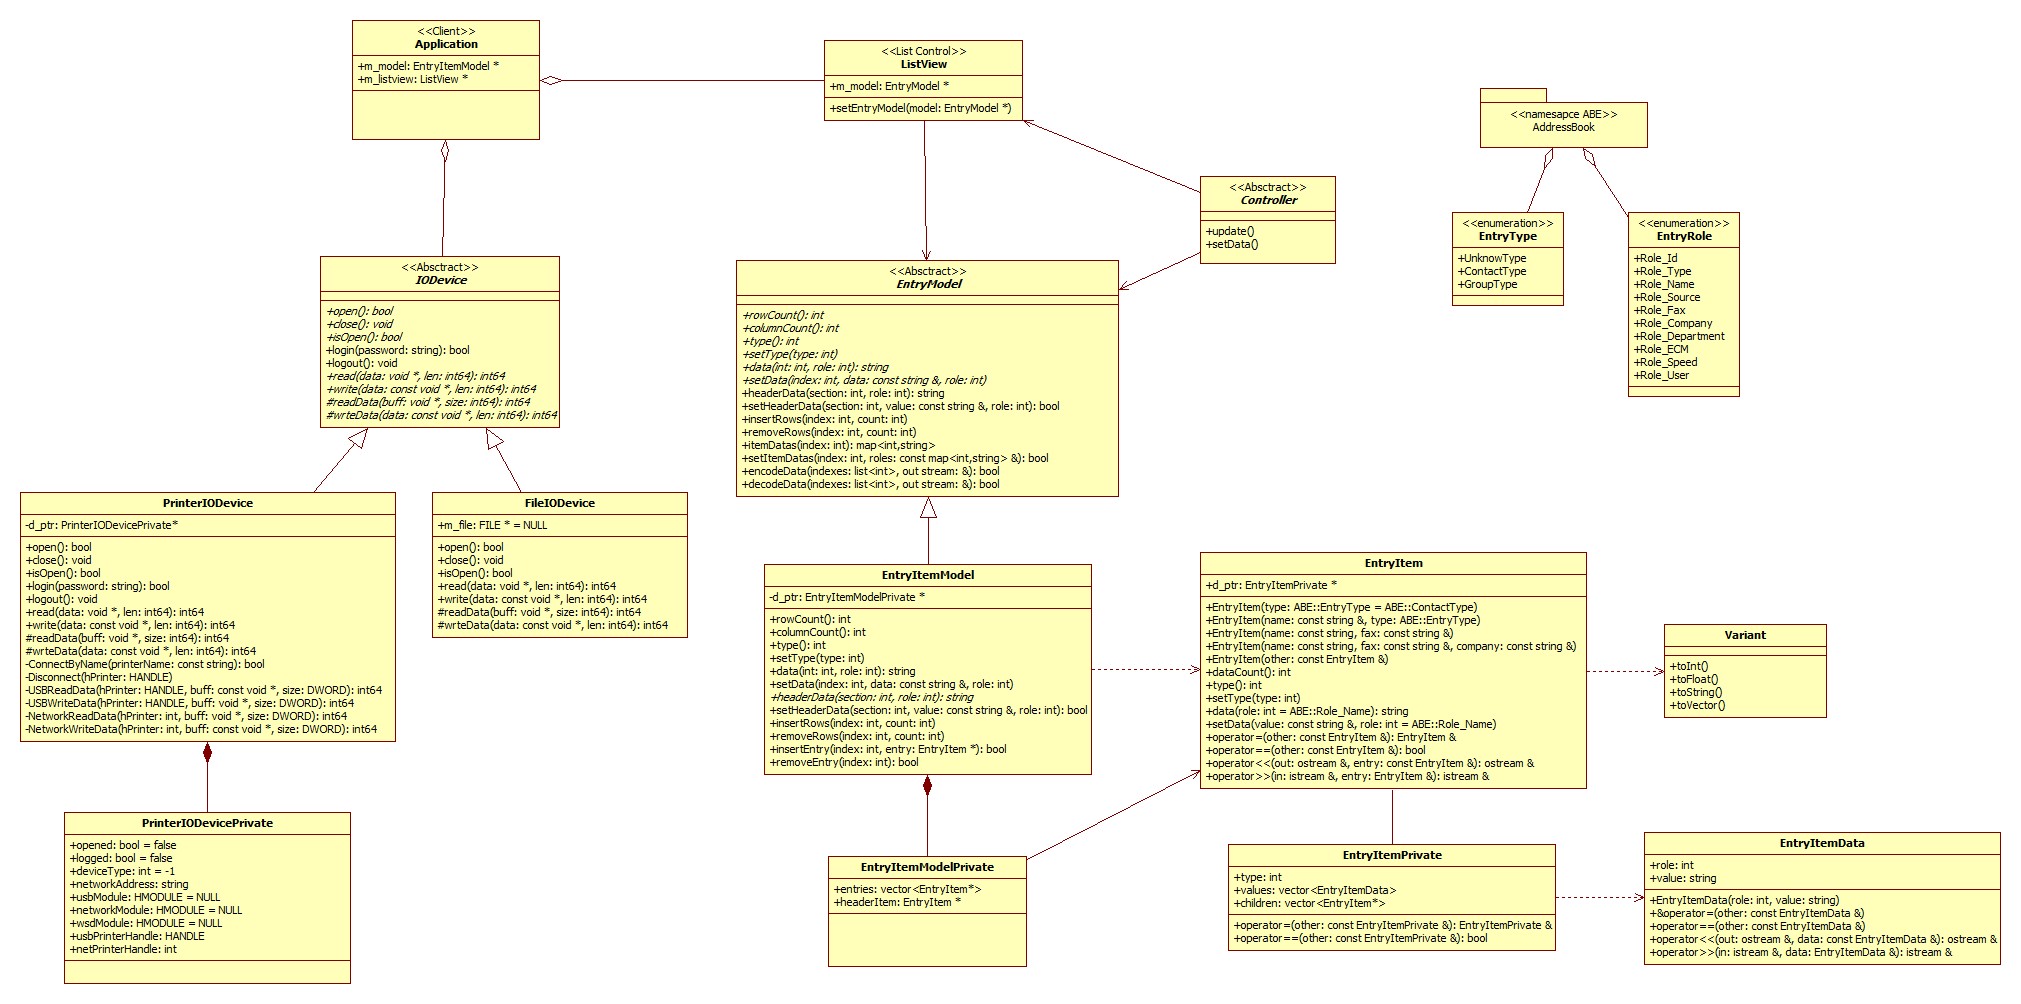 <<Client>>
Application
+m_model: EntryItemModel *
+m_listview: ListView *
<<List Control>>
ListView
+m_model: EntryModel *
+setEntryModel(model: EntryModel *)
<<namesapce ABE>>
AddressBook
<<Absctract>>
Controller
+update()
+setData()
<<enumeration>>
EntryType
+UnknowType
+ContactType
+GroupType
<<enumeration>>
EntryRole
+Role_Id
+Role_Type
+Role_Name
+Role_Source
+Role_Fax
+Role_Company
+Role_Department
+Role_ECM
+Role_Speed
+Role_User
<<Absctract>>
IODevice
+open(): bool
+close(): void
+isOpen(): bool
+login(password: string): bool
+logout(): void
+read(data: void *, len: int64): int64
+write(data: const void *, len: int64): int64
#readData(buff: void *, size: int64): int64
#wrteData(data: const void *, len: int64): int64
<<Absctract>>
EntryModel
+rowCount(): int
+columnCount(): int
+type(): int
+setType(type: int)
+data(int: int, role: int): string
+setData(index: int, data: const string &, role: int)
+headerData(section: int, role: int): string
+setHeaderData(section: int, value: const string &, role: int): bool
+insertRows(index: int, count: int)
+removeRows(index: int, count: int)
+itemDatas(index: int): map<int,string>
+setItemDatas(index: int, roles: const map<int,string> &): bool
+encodeData(indexes: list<int>, out stream: &): bool
+decodeData(indexes: list<int>, out stream: &): bool
PrinterIODevice
-d_ptr: PrinterIODevicePrivate*
+open(): bool
+close(): void
+isOpen(): bool
+login(password: string): bool
+logout(): void
+read(data: void *, len: int64): int64
+write(data: const void *, len: int64): int64
#readData(buff: void *, size: int64): int64
#wrteData(data: const void *, len: int64): int64
-ConnectByName(printerName: const string): bool
-Disconnect(hPrinter: HANDLE)
-USBReadData(hPrinter: HANDLE, buff: const void *, size: DWORD): int64
-USBWriteData(hPrinter: HANDLE, buff: void *, size: DWORD): int64
-NetworkReadData(hPrinter: int, buff: void *, size: DWORD): int64
-NetworkWriteData(hPrinter: int, buff: const void *, size: DWORD): int64
FileIODevice
+m_file: FILE * = NULL
+open(): bool
+close(): void
+isOpen(): bool
+read(data: void *, len: int64): int64
+write(data: const void *, len: int64): int64
#readData(buff: void *, size: int64): int64
#wrteData(data: const void *, len: int64): int64
EntryItemModel
-d_ptr: EntryItemModelPrivate *
+rowCount(): int
+columnCount(): int
+type(): int
+setType(type: int)
+data(int: int, role: int): string
+setData(index: int, data: const string &, role: int)
+headerData(section: int, role: int): string
+setHeaderData(section: int, value: const string &, role: int): bool
+insertRows(index: int, count: int)
+removeRows(index: int, count: int)
+insertEntry(index: int, entry: EntryItem *): bool
+removeEntry(index: int): bool
EntryItem
+d_ptr: EntryItemPrivate *
+EntryItem(type: ABE::EntryType = ABE::ContactType)
+EntryItem(name: const string &, type: ABE::EntryType)
+EntryItem(name: const string, fax: const string &)
+EntryItem(name: const string, fax: const string &, company: const string &)
+EntryItem(other: const EntryItem &)
+dataCount(): int
+type(): int
+setType(type: int)
+data(role: int = ABE::Role_Name): string
+setData(value: const string &, role: int = ABE::Role_Name)
+operator=(other: const EntryItem &): EntryItem &
+operator==(other: const EntryItem &): bool
+operator<<(out: ostream &, entry: const EntryItem &): ostream &
+operator>>(in: istream &, entry: EntryItem &): istream &
Variant
+toInt()
+toFloat()
+toString()
+toVector()
PrinterIODevicePrivate
+opened: bool = false
+logged: bool = false
+deviceType: int = -1
+networkAddress: string
+usbModule: HMODULE = NULL
+networkModule: HMODULE = NULL
+wsdModule: HMODULE = NULL
+usbPrinterHandle: HANDLE
+netPrinterHandle: int
EntryItemModelPrivate
+entries: vector<EntryItem*>
+headerItem: EntryItem *
EntryItemPrivate
+type: int
+values: vector<EntryItemData>
+children: vector<EntryItem*>
+operator=(other: const EntryItemPrivate &): EntryItemPrivate &
+operator==(other: const EntryItemPrivate &): bool
EntryItemData
+role: int
+value: string
+EntryItemData(role: int, value: string)
+&operator=(other: const EntryItemData &)
+operator==(other: const EntryItemData &)
+operator<<(out: ostream &, data: const EntryItemData &): ostream &
+operator>>(in: istream &, data: EntryItemData &): istream &